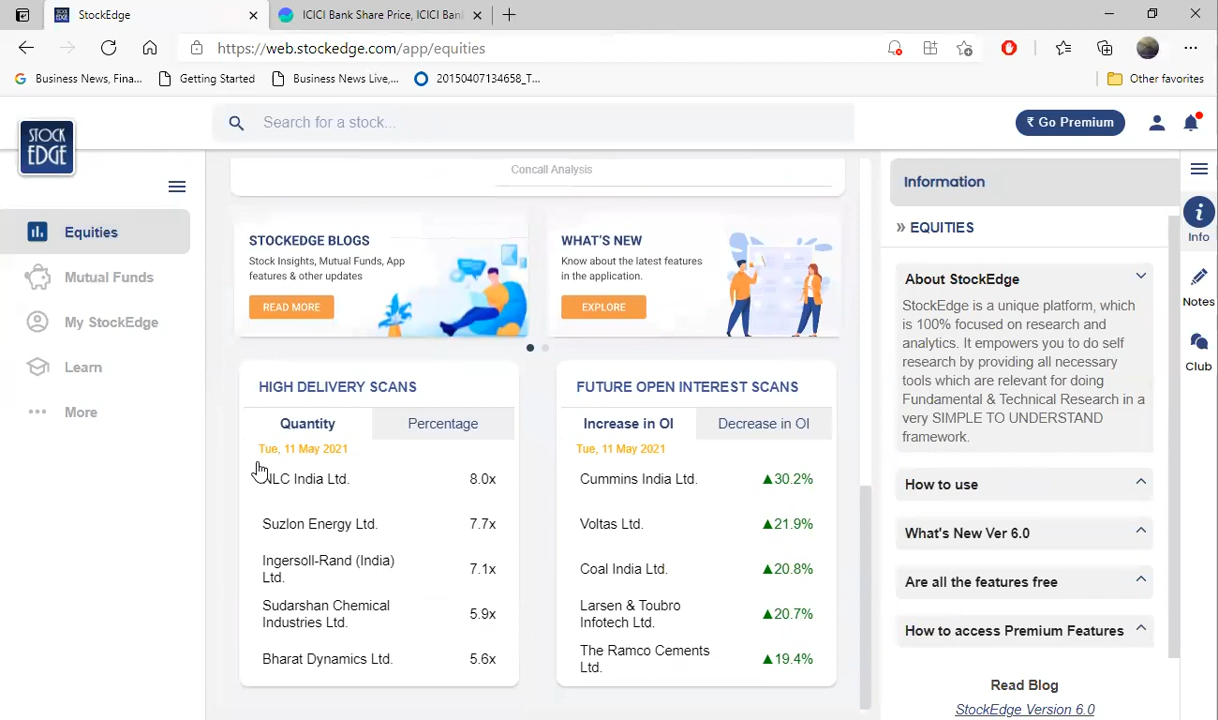 StockEdge
ICICI Bank Share Price, ICICI Ban
https://web.stockedge.com/app/equities
Business News, Fina...
Getting Started
Business News Live,...
20150407134658_T...
Other favorites
STOCK
EDGE
Search for a stock...
₹ Go Premium
Equities
Mutual Funds
My StockEdge
Learn
More
Concall Analysis
STOCKEDGE BLOGS
Stock Insights, Mutual Funds, App
features & other updates
READ MORE
WHAT'S NEW
Know about the latest features
in the application.
EXPLORE
HIGH DELIVERY SCANS
Quantity
Percentage
Tue, 11 May 2021
NLC India Ltd.
8.0x
Suzlon Energy Ltd.
7.7x
Ingersoll-Rand (India)
Ltd.
7.1x
Sudarshan Chemical
Industries Ltd.
5.9x
Bharat Dynamics Ltd.
5.6x
FUTURE OPEN INTEREST SCANS
Increase in OI
Decrease in OI
Tue, 11 May 2021
Cummins India Ltd.
▲30.2%
Voltas Ltd.
▲21.9%
Coal India Ltd.
▲20.8%
Larsen & Toubro
Infotech Ltd.
▲20.7%
The Ramco Cements
Ltd.
▲19.4%
Information
» EQUITIES
About StockEdge
StockEdge is a unique platform, which
is 100% focused on research and
analytics. It empowers you to do self
research by providing all necessary
tools which are relevant for doing
Fundamental & Technical Research in a
very SIMPLE TO UNDERSTAND
framework.
How to use
What's New Ver 6.0
Are all the features free
How to access Premium Features
Read Blog
StockEdge Version 6.0
Info
Notes
Club